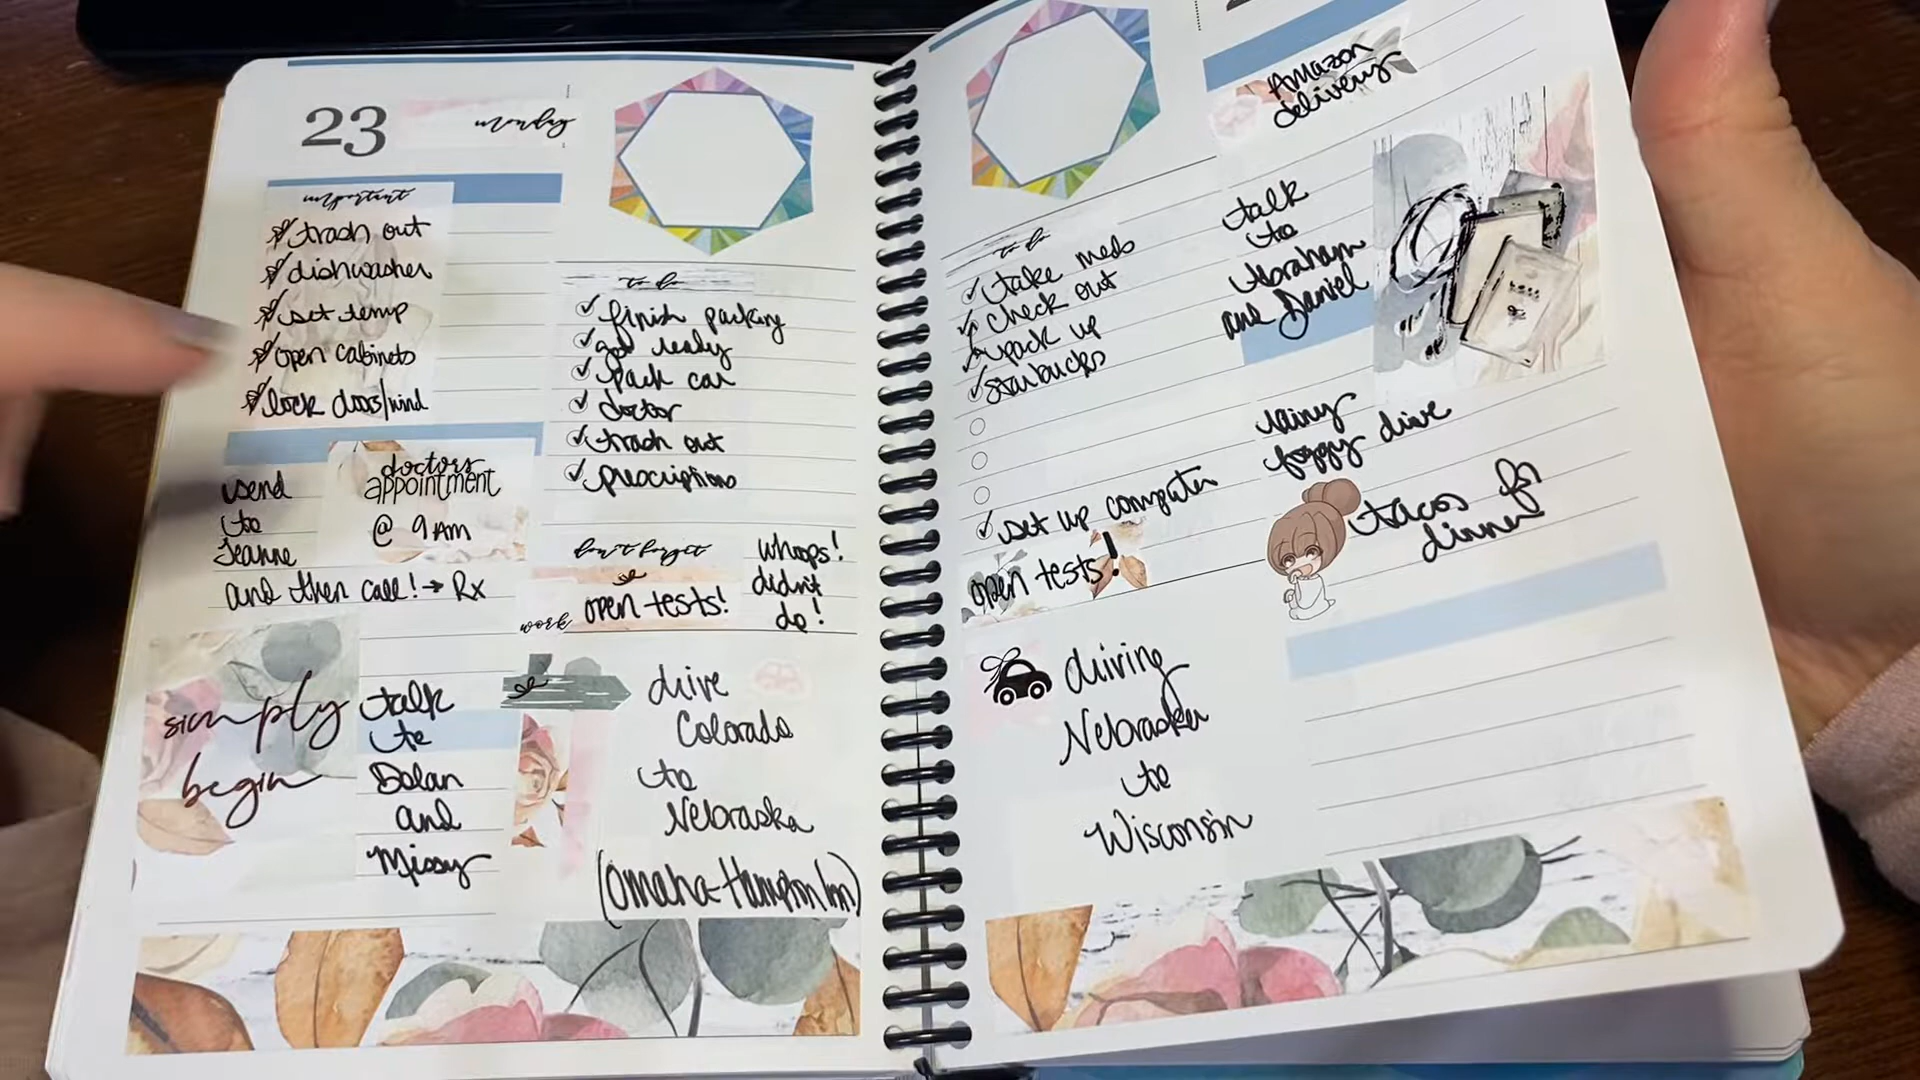 23 monday
important
trash out
dishwasher
set temp
open cabinets
lock doors/wind
send
to
Jeanne
and then call! → Rx
doctors
appointment
@ 9 AM
simply
begin
talk
to
Dolan
and
Missy
to do
finish packing
get ready
pack car
doctor
trash out
prescriptions
don't forget
open tests!
work
whoops!
didn't
do!
drive
Colorado
to
Nebraska
(Omaha-Hampton Inn)
to do
take meds
check out
pack up
starbucks
set up computer
open tests!
driving
Nebraska
to
Wisconsin
Amazon
delivery
talk
to
Abraham
and Daniel
rainy
foggy drive
tacos for
dinner